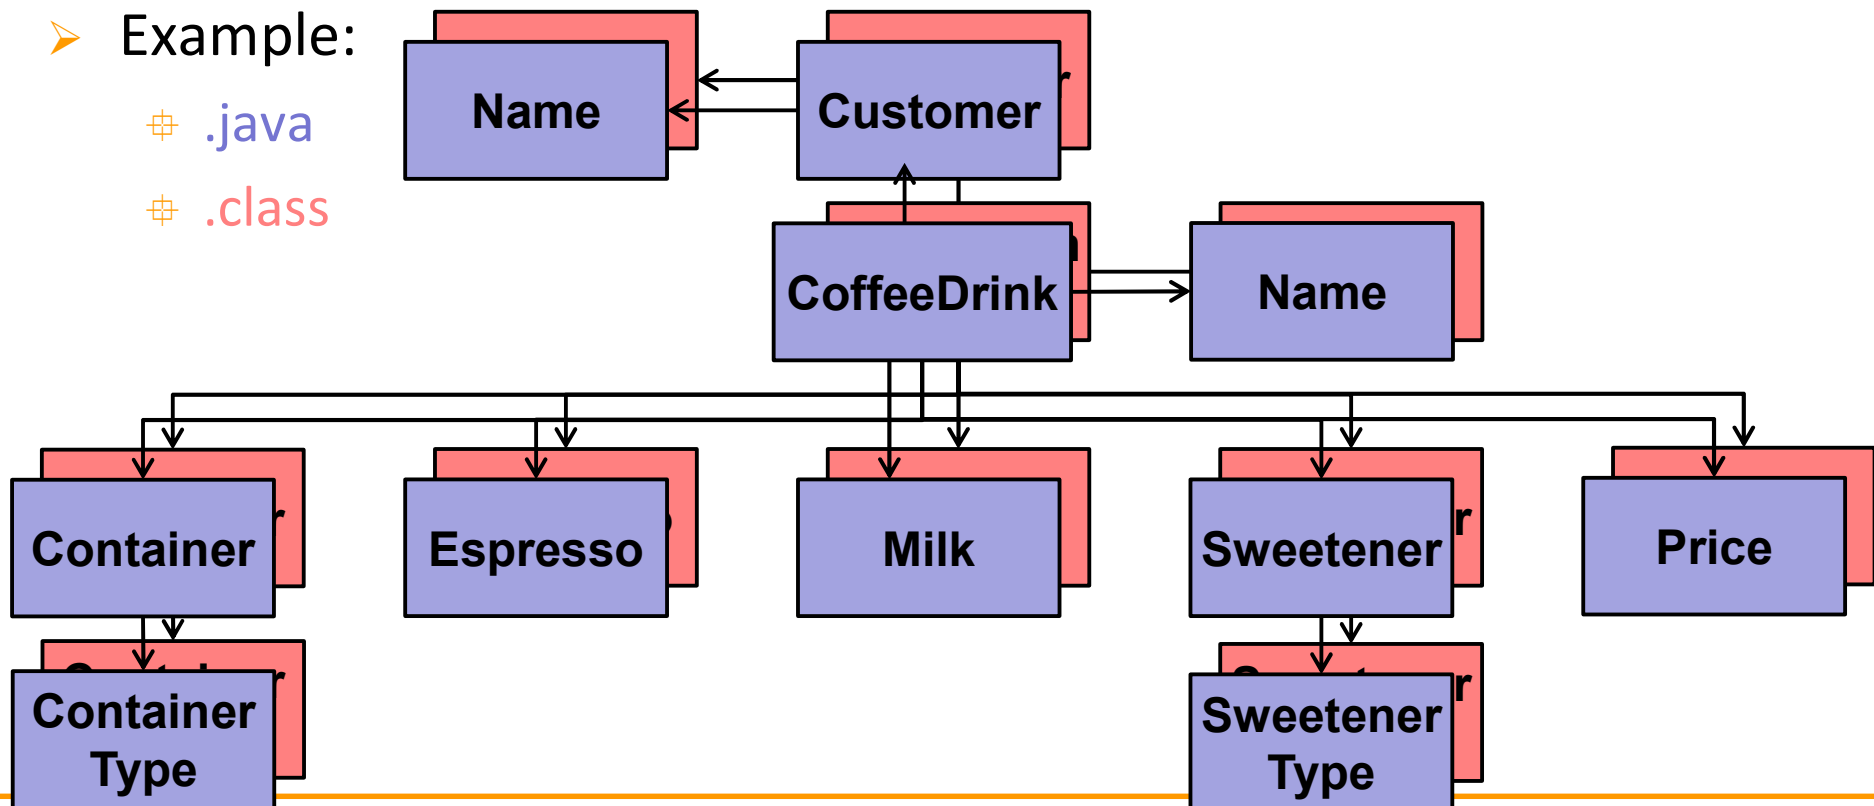 Example:
.java
.class
Name
Customer
CoffeeDrink
Name
Container
Espresso
Milk
Sweetener
Price
Container
Type
Sweetener
Type